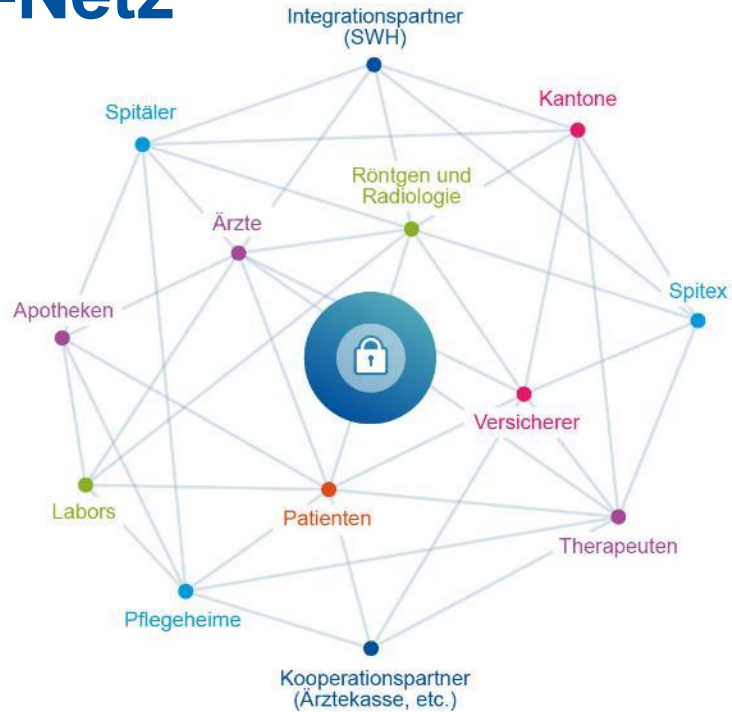 -Netz
Integrationspartner
(SWH)
Kantone
Spitäler
Röntgen und
Radiologie
Ärzte
Spitex
Apotheken
Versicherer
Labors
Patienten
Therapeuten
Pflegeheime
Kooperationspartner
(Ärztekasse, etc.)